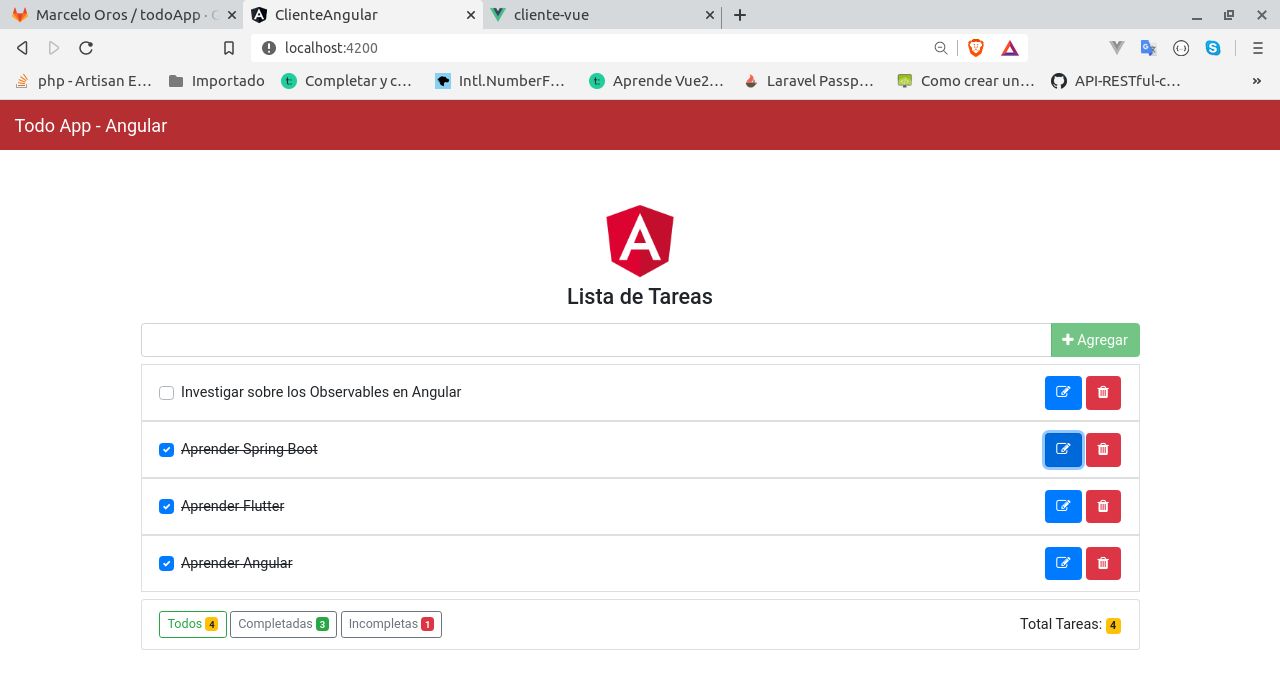 Marcelo Oros / todoApp · C
ClienteAngular
cliente-vue
localhost:4200
php - Artisan E…
Importado
Completar y c…
Intl.NumberF…
Aprende Vue2…
Laravel Passp…
Como crear un…
API-RESTful-c…
»
Todo App - Angular
Lista de Tareas
Agregar
Investigar sobre los Observables en Angular
Aprender Spring Boot
Aprender Flutter
Aprender Angular
Todos 4 Completadas 3 Incompletas 1
Total Tareas: 4